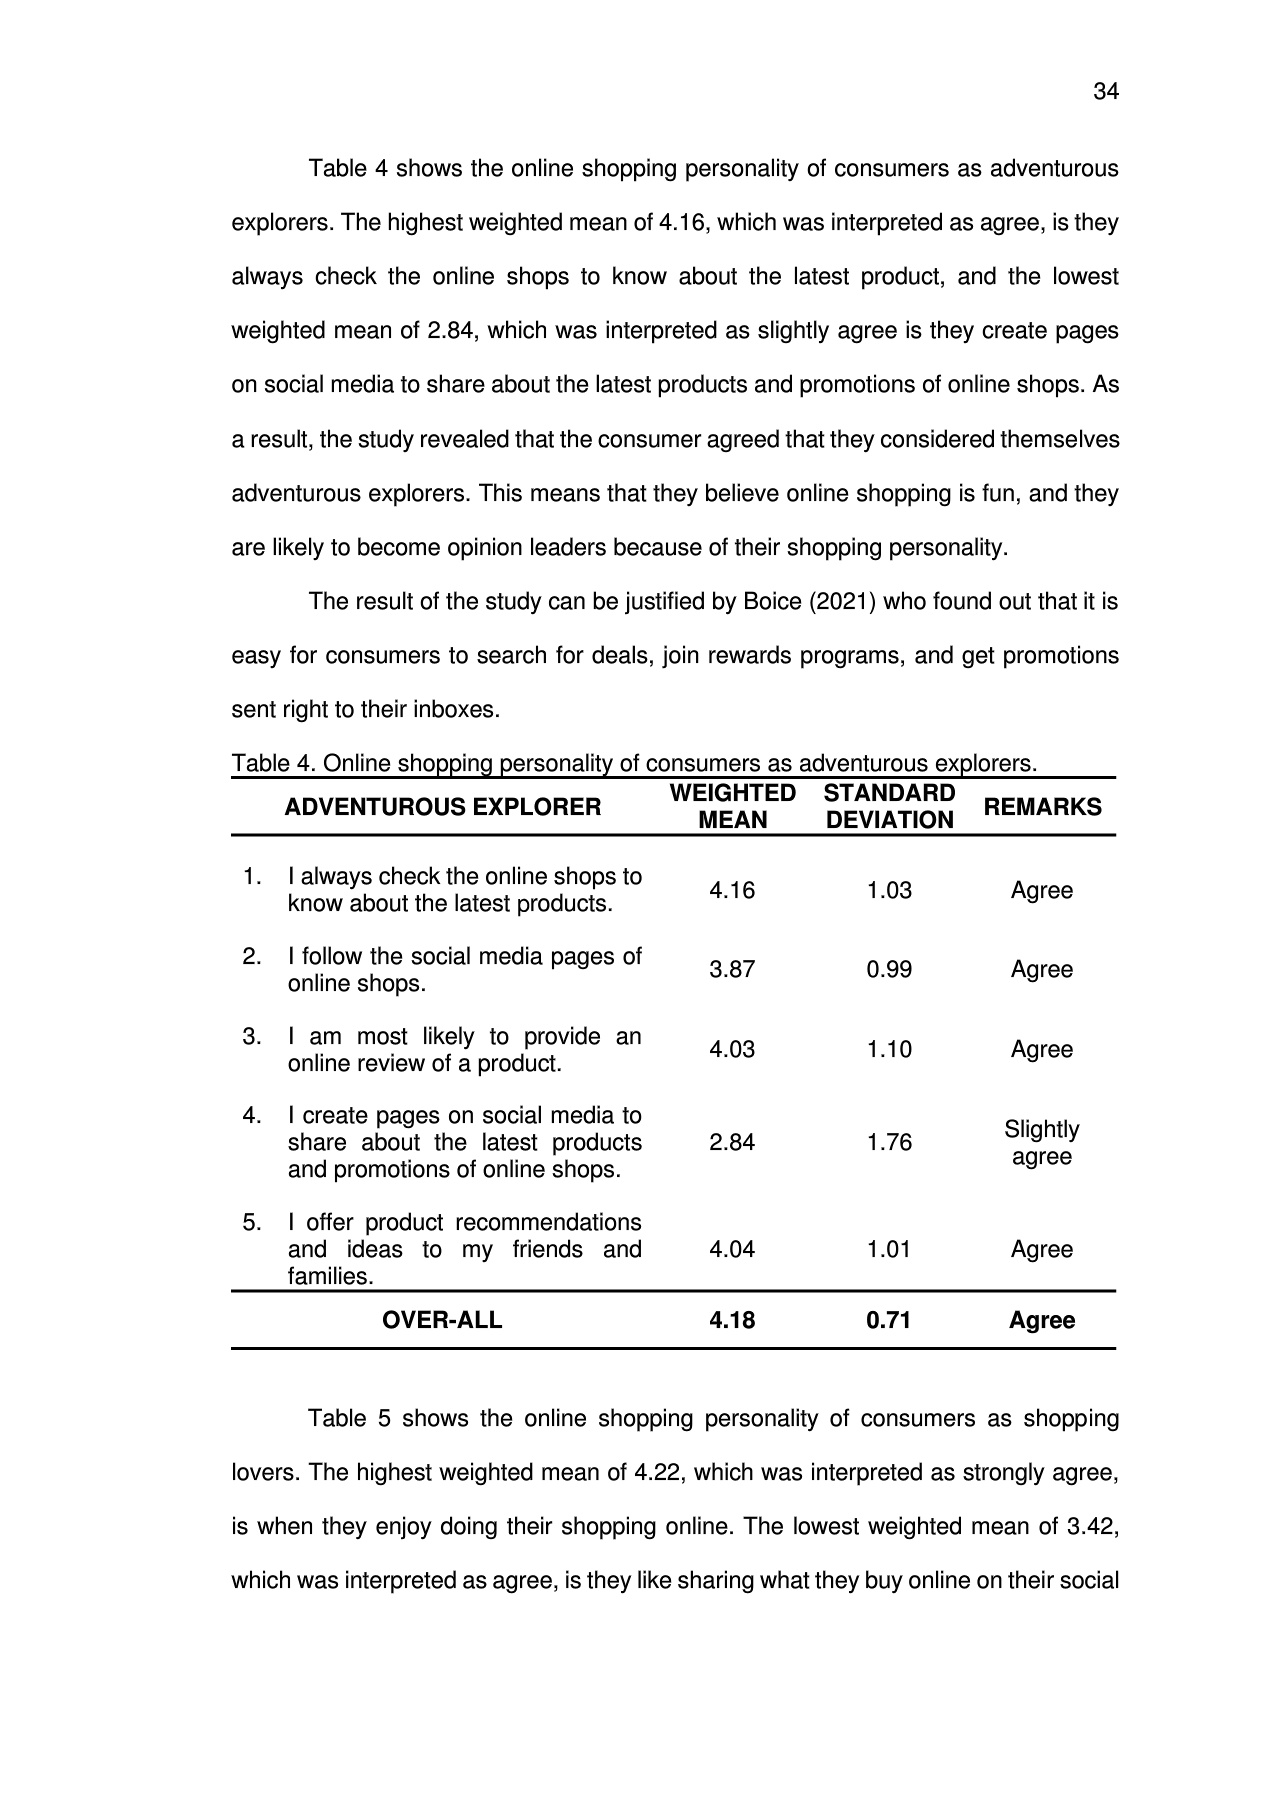 34
Table 4 shows the online shopping personality of consumers as adventurous
explorers. The highest weighted mean of 4.16, which was interpreted as agree, is they
always check the online shops to know about the latest product, and the lowest
weighted mean of 2.84, which was interpreted as slightly agree is they create pages
on social media to share about the latest products and promotions of online shops. As
a result, the study revealed that the consumer agreed that they considered themselves
adventurous explorers. This means that they believe online shopping is fun, and they
are likely to become opinion leaders because of their shopping personality.
The result of the study can be justified by Boice (2021) who found out that it is
easy for consumers to search for deals, join rewards programs, and get promotions
sent right to their inboxes.
Table 4. Online shopping personality of consumers as adventurous explorers.
ADVENTUROUS EXPLORER WEIGHTED MEAN STANDARD DEVIATION REMARKS
1. I always check the online shops to
know about the latest products. 4.16 1.03 Agree
2. I follow the social media pages of
online shops. 3.87 0.99 Agree
3. I am most likely to provide an
online review of a product. 4.03 1.10 Agree
4. I create pages on social media to
share about the latest products
and promotions of online shops. 2.84 1.76 Slightly agree
5. I offer product recommendations
and ideas to my friends and
families. 4.04 1.01 Agree
OVER-ALL 4.18 0.71 Agree
Table 5 shows the online shopping personality of consumers as shopping
lovers. The highest weighted mean of 4.22, which was interpreted as strongly agree,
is when they enjoy doing their shopping online. The lowest weighted mean of 3.42,
which was interpreted as agree, is they like sharing what they buy online on their social